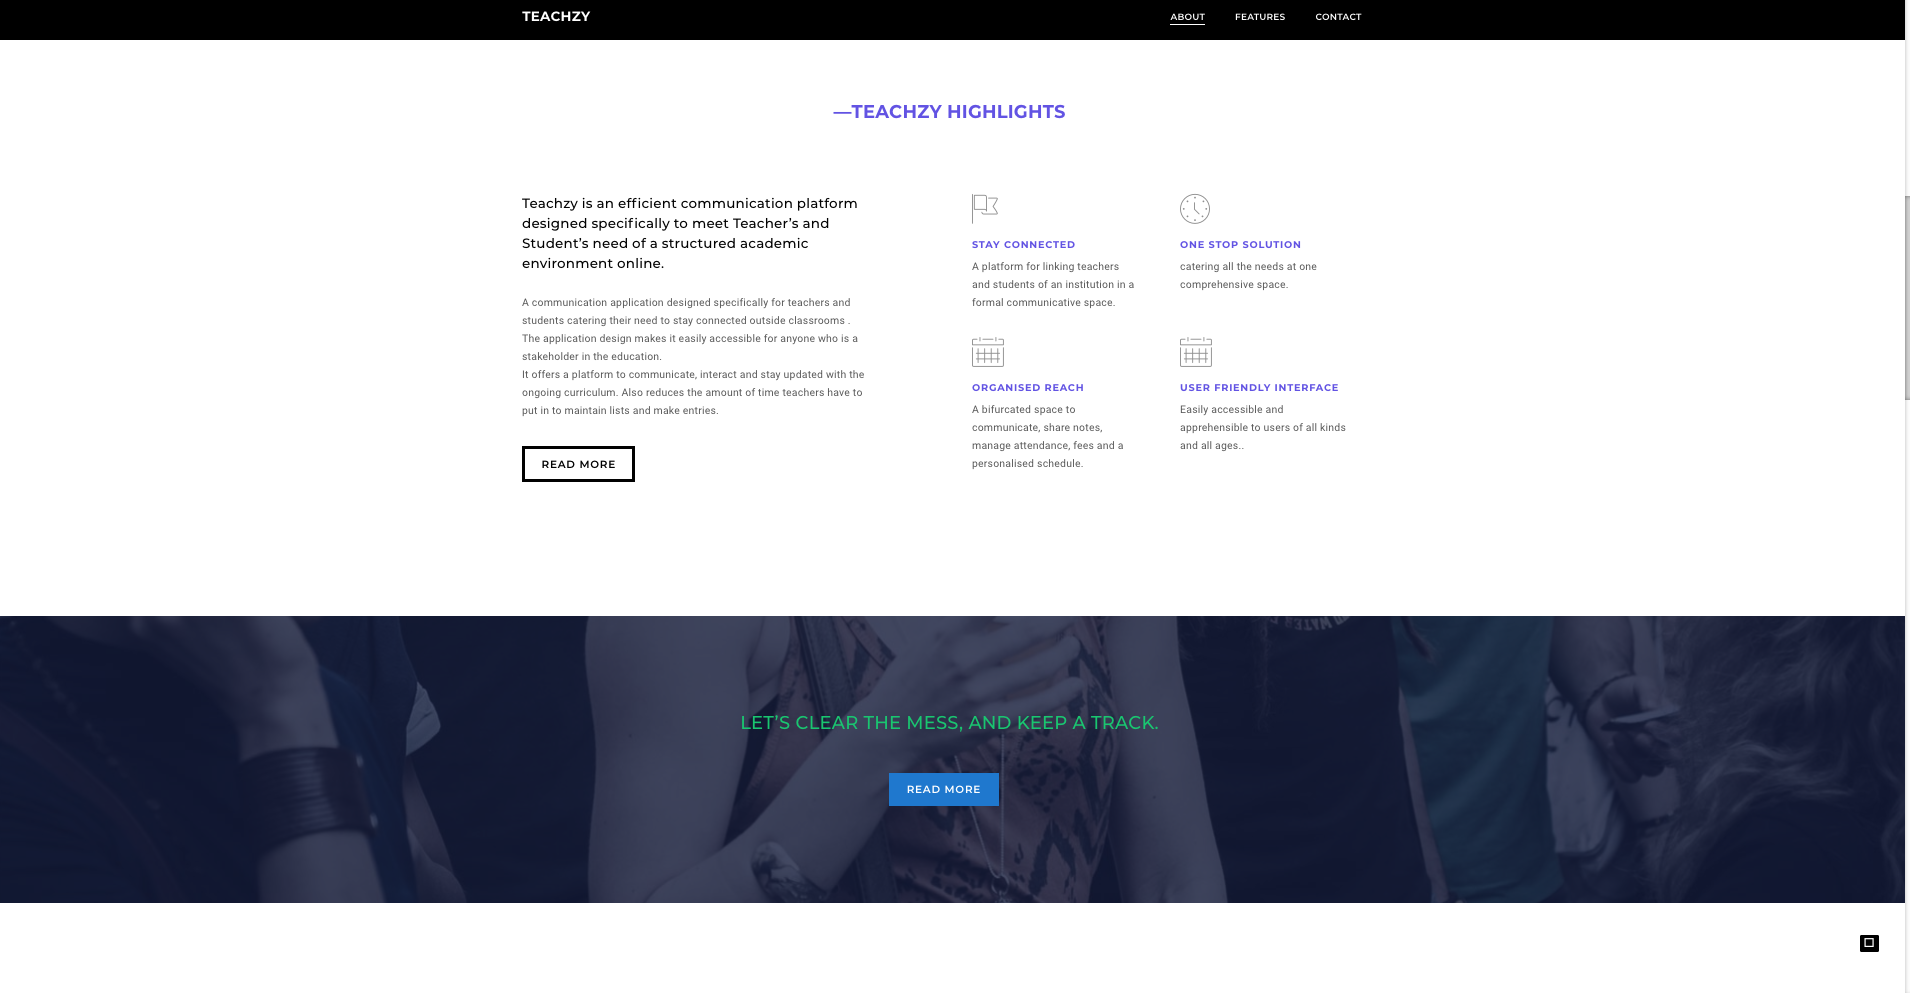 TEACHZY
ABOUT
FEATURES
CONTACT
—TEACHZY HIGHLIGHTS
Teachzy is an efficient communication platform
designed specifically to meet Teacher’s and
Student’s need of a structured academic
environment online.
A communication application designed specifically for teachers and
students catering their need to stay connected outside classrooms .
The application design makes it easily accessible for anyone who is a
stakeholder in the education.
It offers a platform to communicate, interact and stay updated with the
ongoing curriculum. Also reduces the amount of time teachers have to
put in to maintain lists and make entries.
READ MORE
STAY CONNECTED
A platform for linking teachers
and students of an institution in a
formal communicative space.
ONE STOP SOLUTION
catering all the needs at one
comprehensive space.
ORGANISED REACH
A bifurcated space to
communicate, share notes,
manage attendance, fees and a
personalised schedule.
USER FRIENDLY INTERFACE
Easily accessible and
apprehensible to users of all kinds
and all ages..
LET’S CLEAR THE MESS, AND KEEP A TRACK.
READ MORE